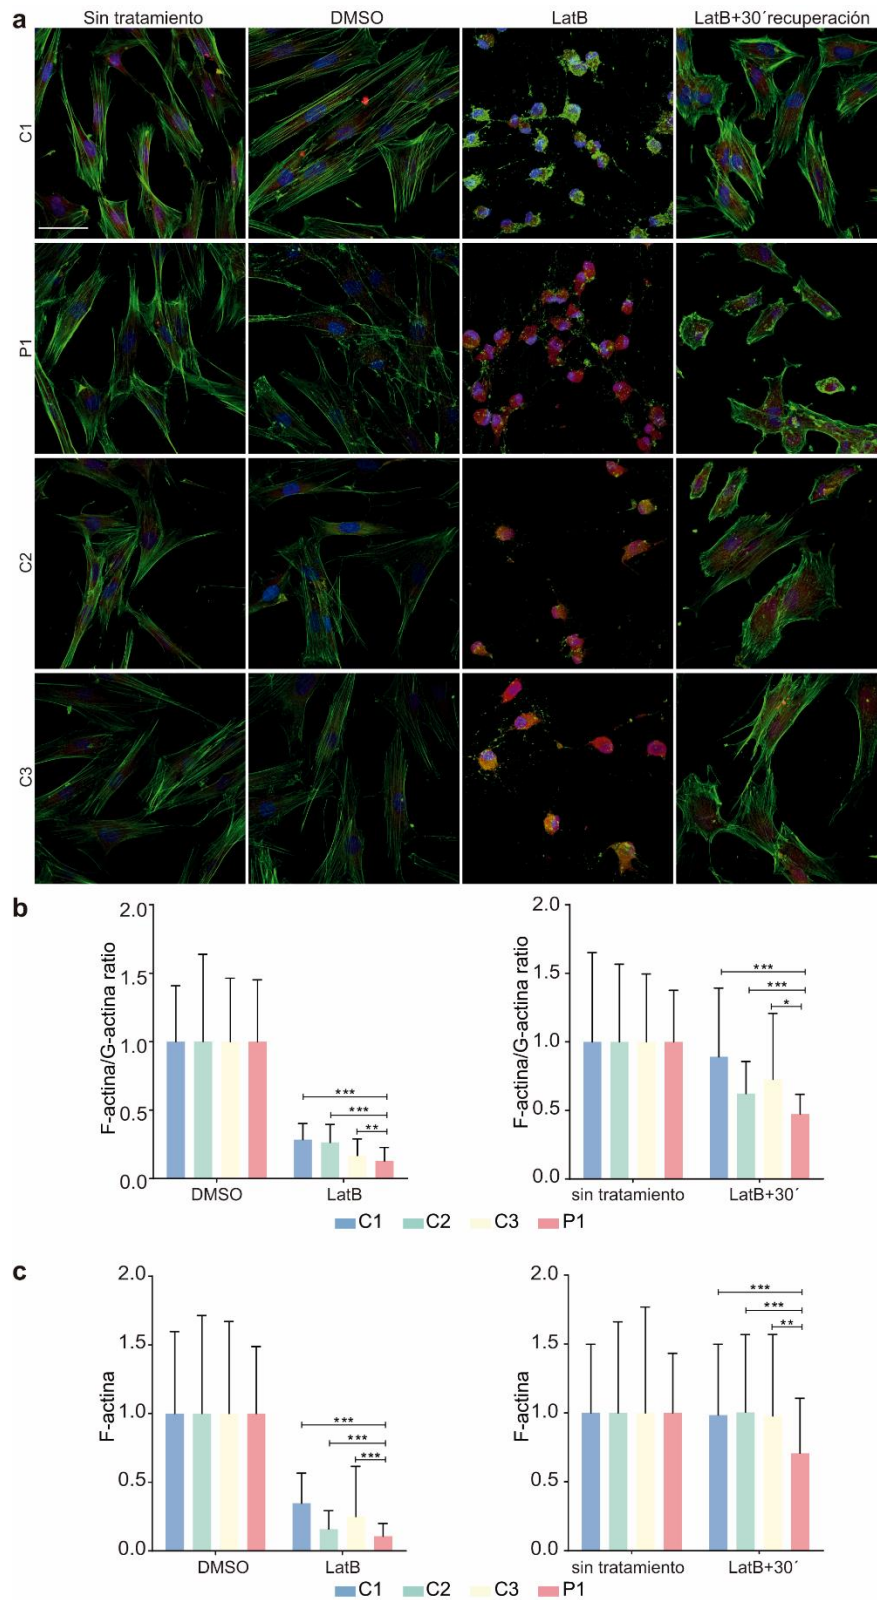 a
Sin tratamiento
DMSO
LatB
LatB+30´recuperación
C1
P1
C2
C3
b
F-actina/G-actina ratio
2.0
1.5
1.0
0.5
0.0
***
***
**
DMSO
LatB
F-actina/G-actina ratio
2.0
1.5
1.0
0.5
0.0
***
***
*
sin tratamiento
LatB+30´
C1 C2 C3 P1
c
F-actina
2.0
1.5
1.0
0.5
0.0
***
***
***
DMSO
LatB
F-actina
2.0
1.5
1.0
0.5
0.0
***
***
**
sin tratamiento
LatB+30´
C1 C2 C3 P1